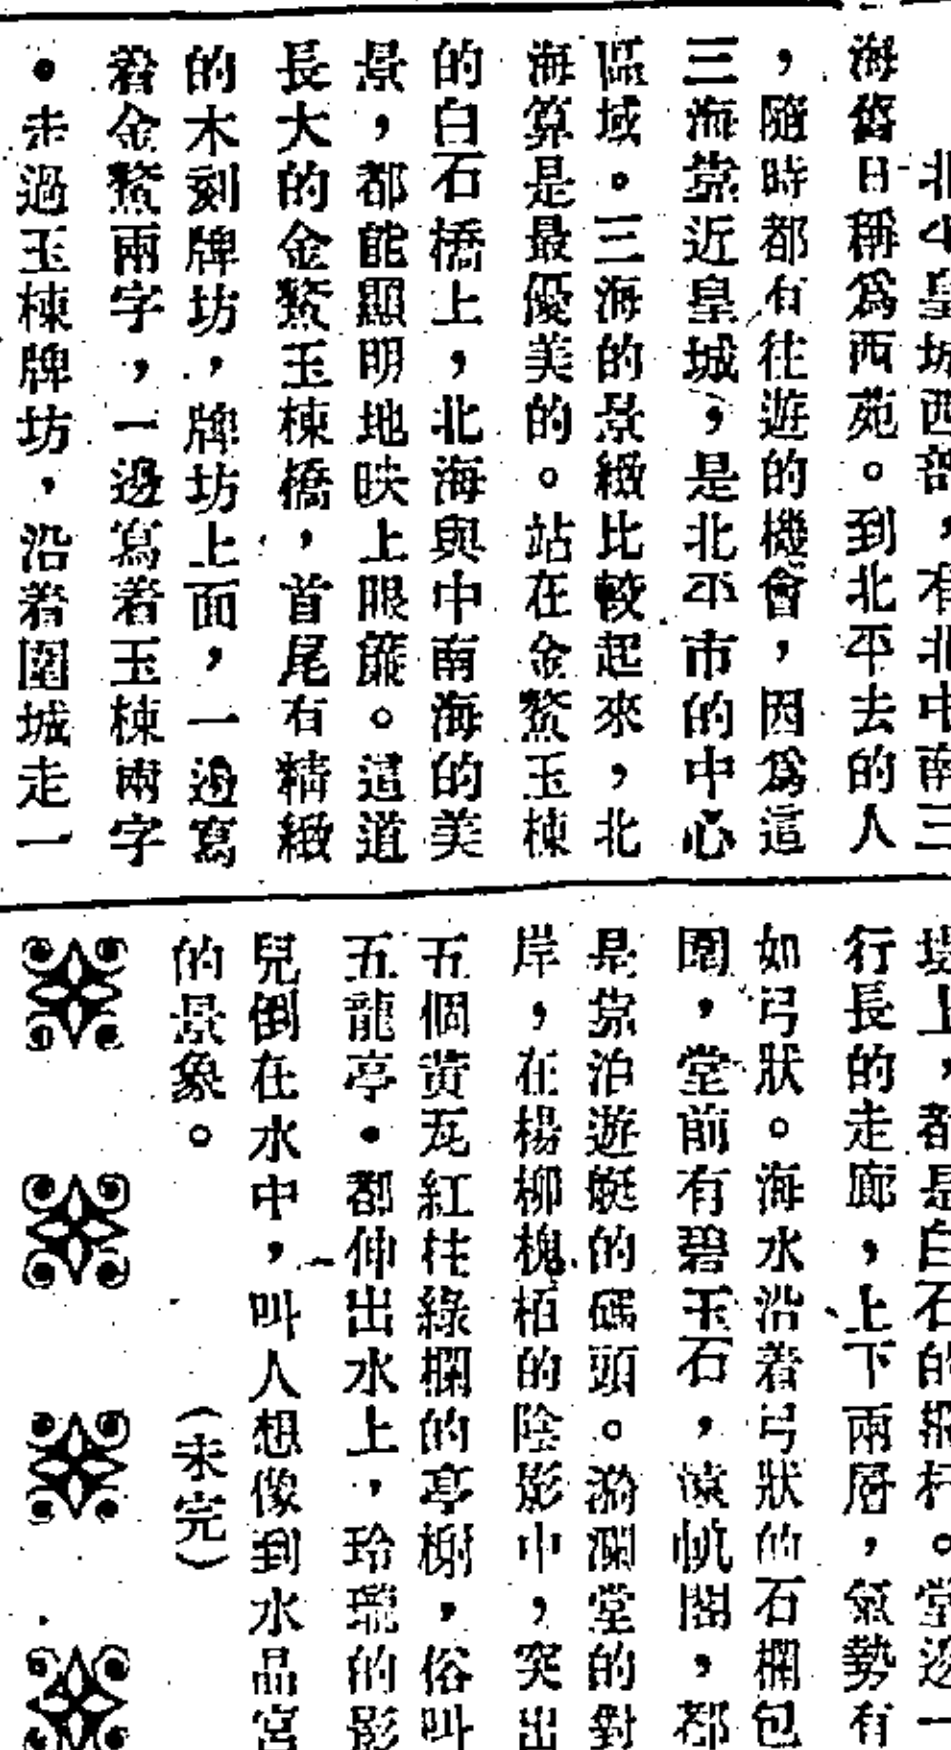 北平皇城西部，有北中南三
海舊日稱爲西苑。到北平去的人
，隨時都有往遊的機會，因爲這
三海靠近皇城，是北平市的中心
區域。三海的景緻比較起來，北
海算是最優美的。站在金鰲玉棟
的白石橋上，北海與中南海的美
景，都能顯明地映上眼簾。這道
長大的金鰲玉棟橋，首尾有精緻
的木刻牌坊，牌坊上面，一邊寫
着金鰲兩字，一邊寫着玉棟兩字
。走過玉棟牌坊，沿着圍城走一
堤上，都是白石的欄杆。堂邊一
行長的走廊，上下兩層，氣勢有
如弓狀。海水沿着弓狀的石欄包
圍，堂前有碧玉石，遠帆閣，都
是靠泊遊艇的碼頭。漪瀾堂的對
岸，在楊柳槐栢的陰影中，突出
五個黄瓦紅柱綠欄的亭榭，俗叫
五龍亭。都伸出水上，玲瓏的影
兒倒在水中，叫人想像到水晶宮
的景象。　（未完）